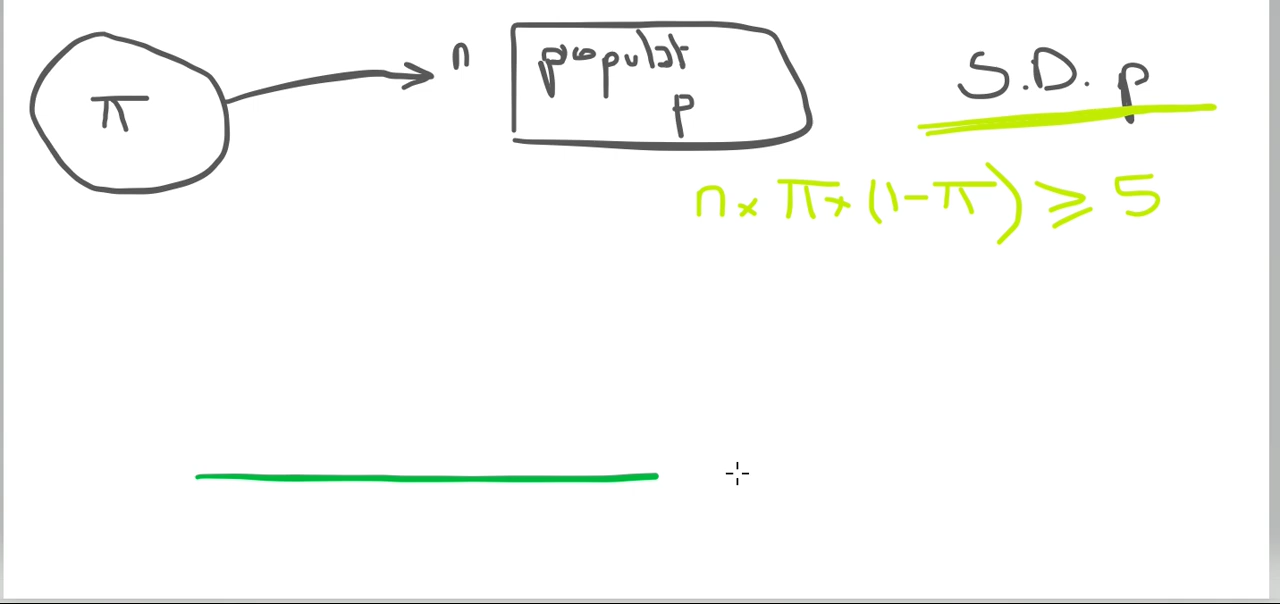 π
n
populat
p
S.D. p
n × π × (1-π) ≥ 5